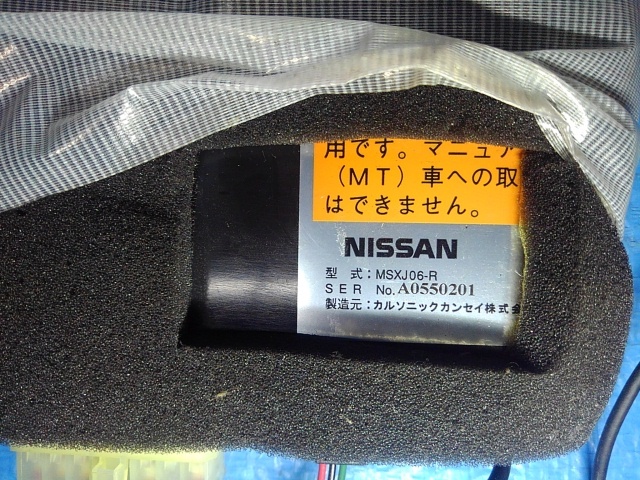 用です。マニュア
（ＭＴ）車への取
はできません。
NISSAN
型 式：MSXJ06-R
S E R No. A0550201
製造元：カルソニックカンセイ株式会